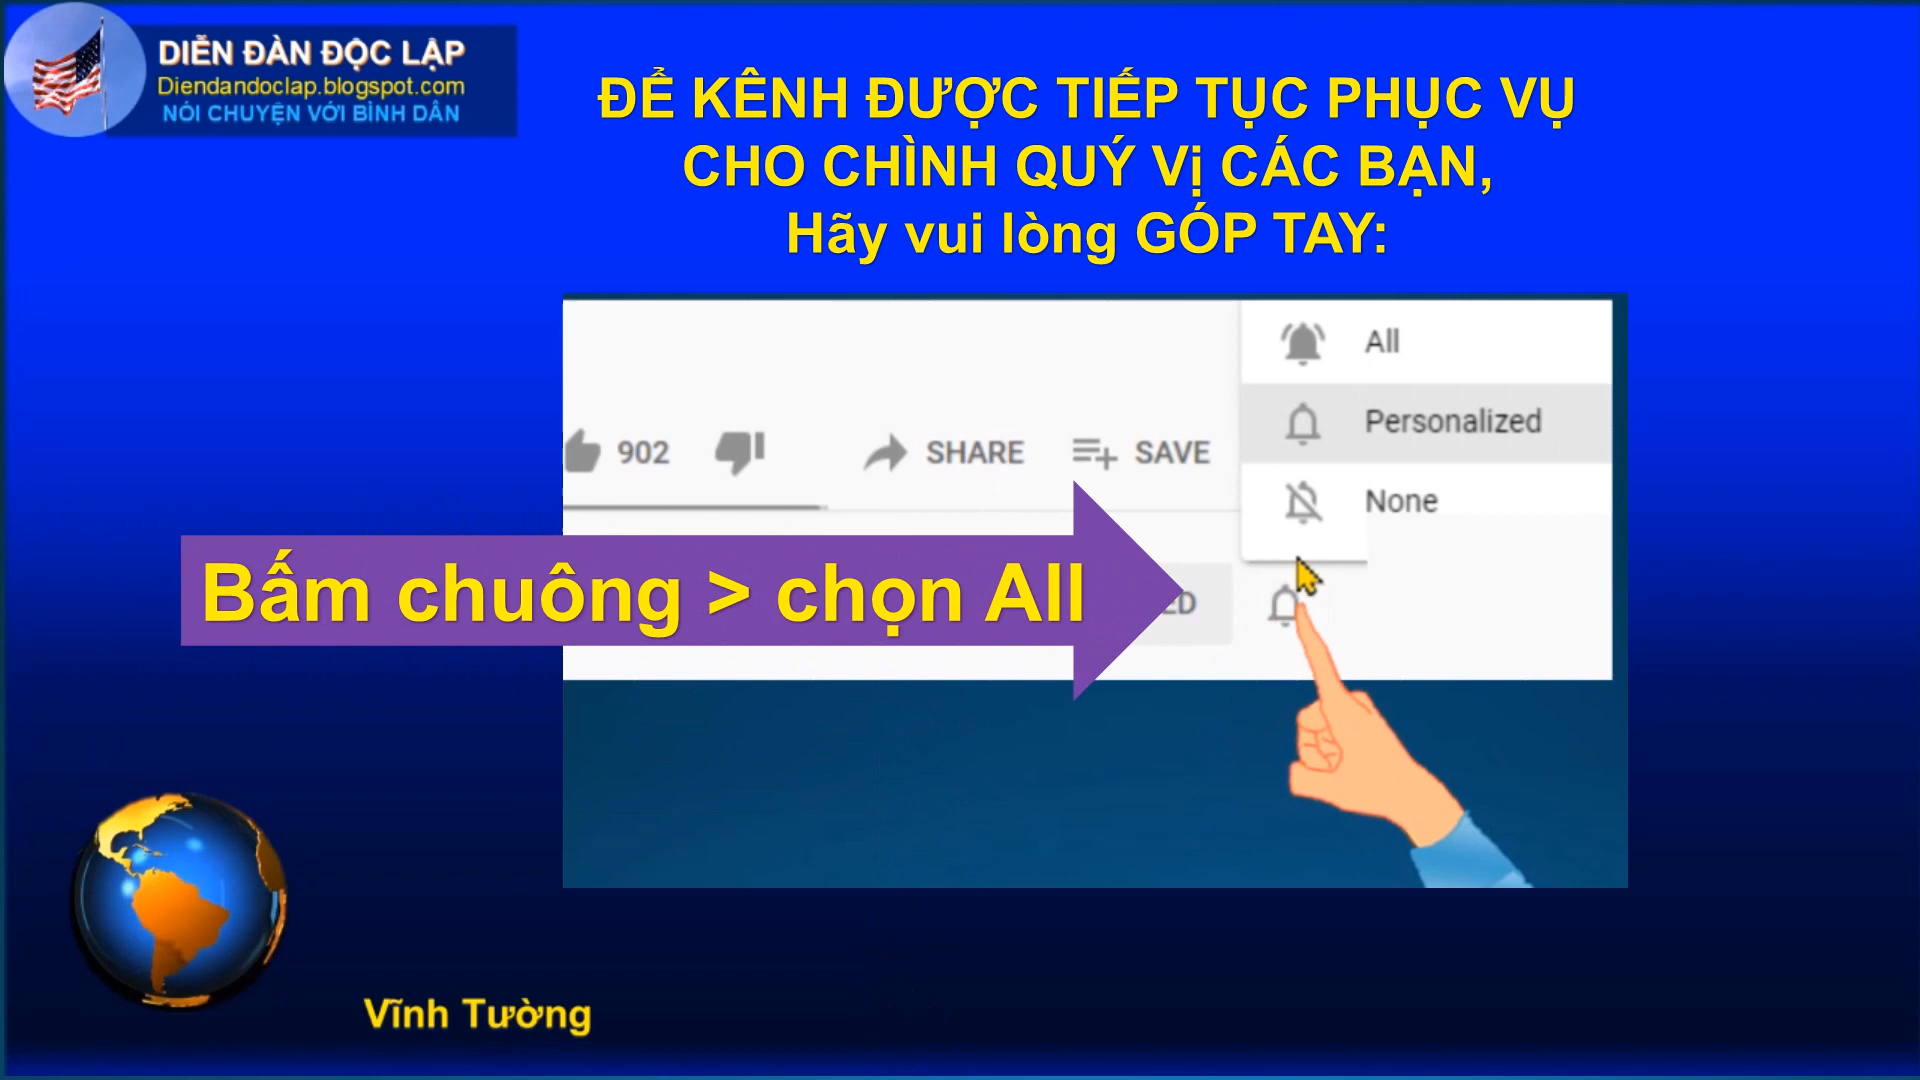 DIỄN ĐÀN ĐỘC LẬP
Diendandoclap.blogspot.com
NÓI CHUYỆN VỚI BÌNH DÂN
ĐỂ KÊNH ĐƯỢC TIẾP TỤC PHỤC VỤ
CHO CHÌNH QUÝ Vị CÁC BẠN,
Hãy vui lòng GÓP TAY:
All
Personalized
None
902 SHARE SAVE
Bấm chuông > chọn All
Vĩnh Tường